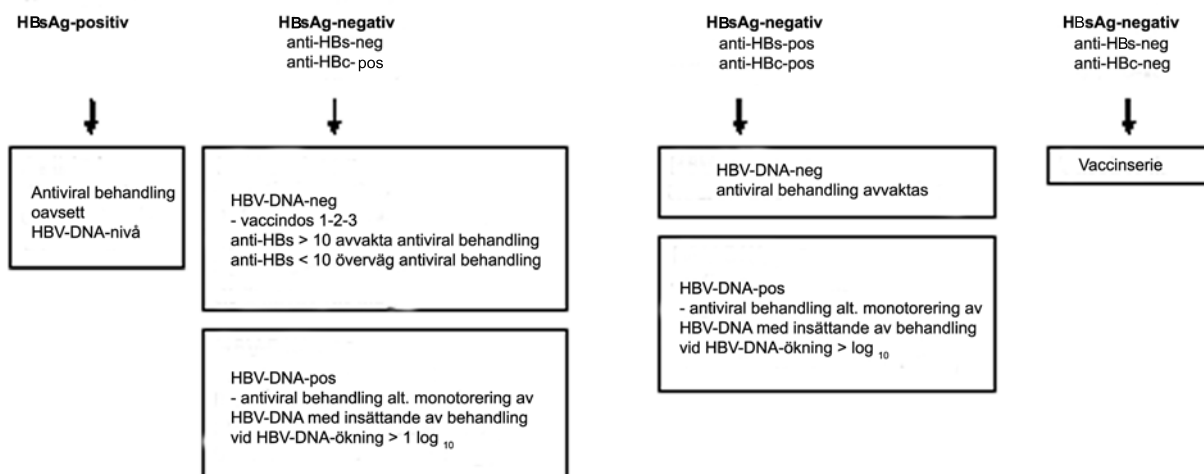 HBsAg-positiv
Antiviral behandling
oavsett
HBV-DNA-nivå
HBsAg-negativ
anti-HBs-neg
anti-HBc-pos
HBV-DNA-neg
- vaccindos 1-2-3
anti-HBs > 10 avvakta antiviral behandling
anti-HBs < 10 överväg antiviral behandling
HBV-DNA-pos
- antiviral behandling alt. monotorering av
HBV-DNA med insättande av behandling
vid HBV-DNA-ökning > 1 log 10
HBsAg-negativ
anti-HBs-pos
anti-HBc-pos
HBV-DNA-neg
antiviral behandling avvaktas
HBV-DNA-pos
- antiviral behandling alt. monotorering av
HBV-DNA med insättande av behandling
vid HBV-DNA-ökning > log 10
HBsAg-negativ
anti-HBs-neg
anti-HBc-neg
Vaccinserie